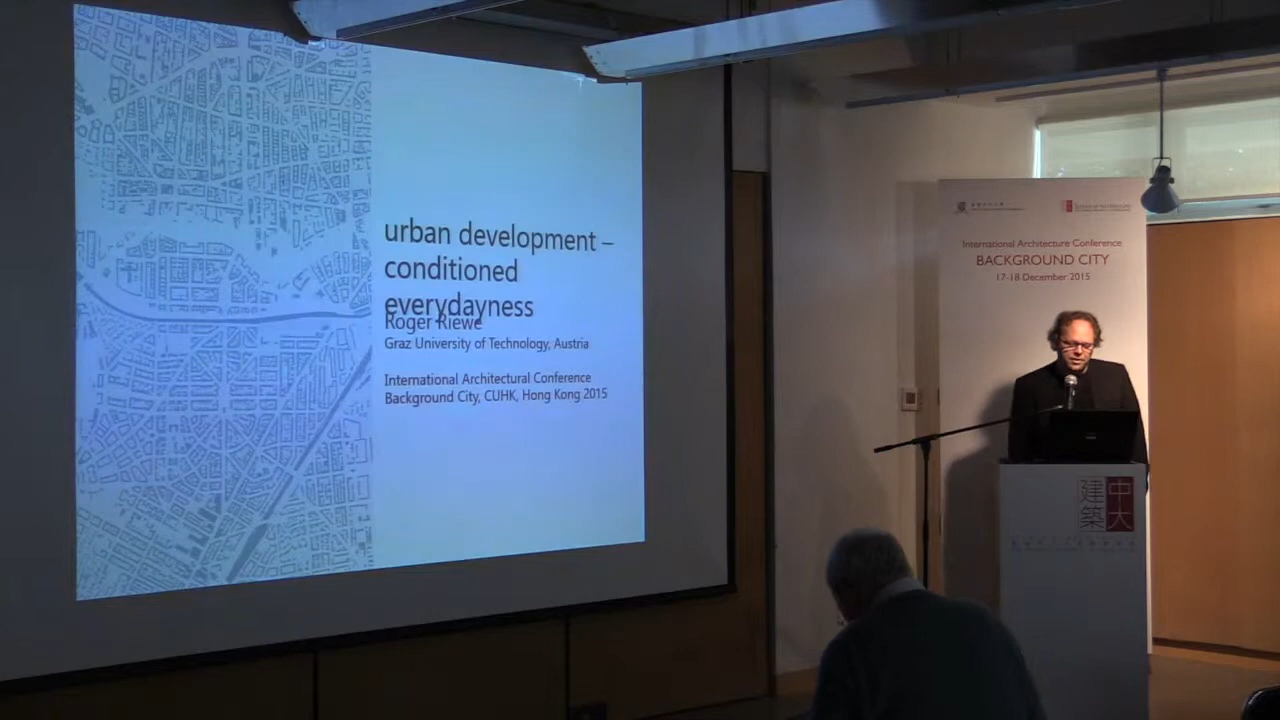 urban development –
conditioned
everydayness
Roger Riewe
Graz University of Technology, Austria
International Architectural Conference
Background City, CUHK, Hong Kong 2015
International Architecture Conference
BACKGROUND CITY
17-18 December 2015
建築
中大